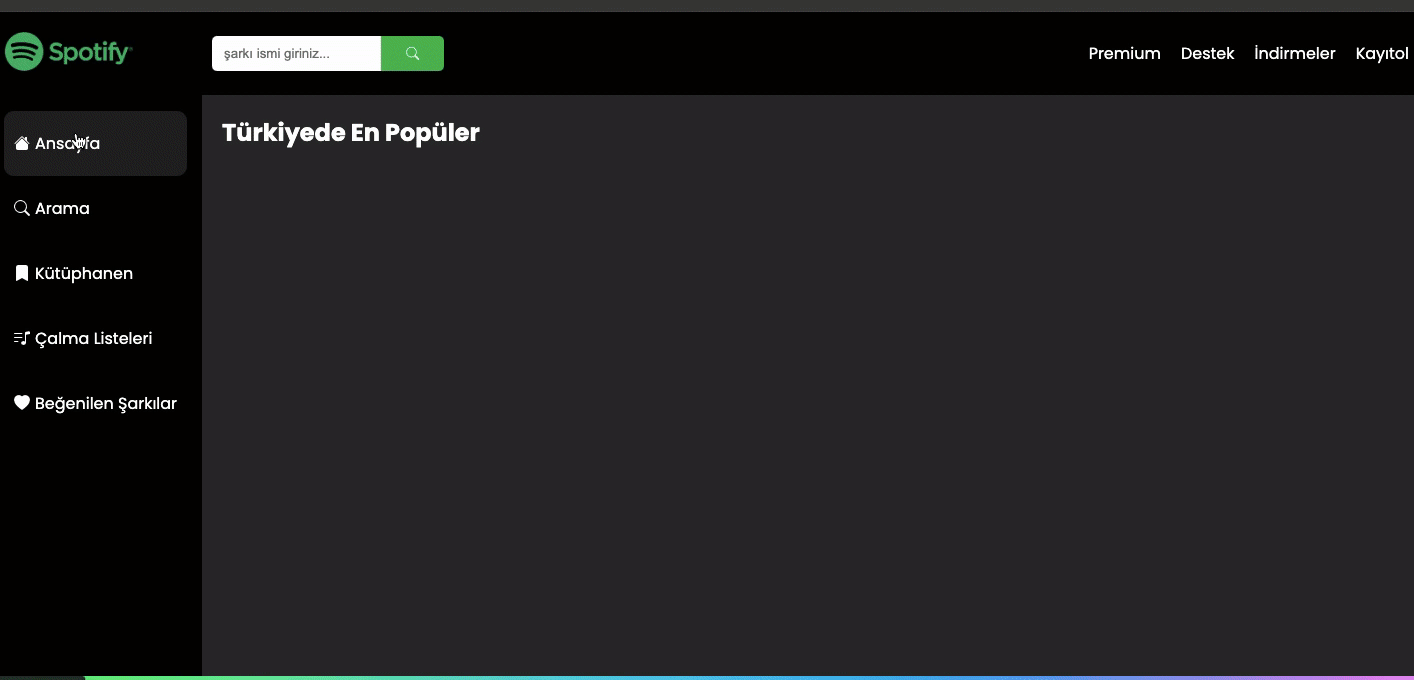 Spotify
şarkı ismi giriniz...
Premium Destek İndirmeler Kayıtol
Türkiyede En Popüler
Ansayfa
Arama
Kütüphanen
Çalma Listeleri
Beğenilen Şarkılar